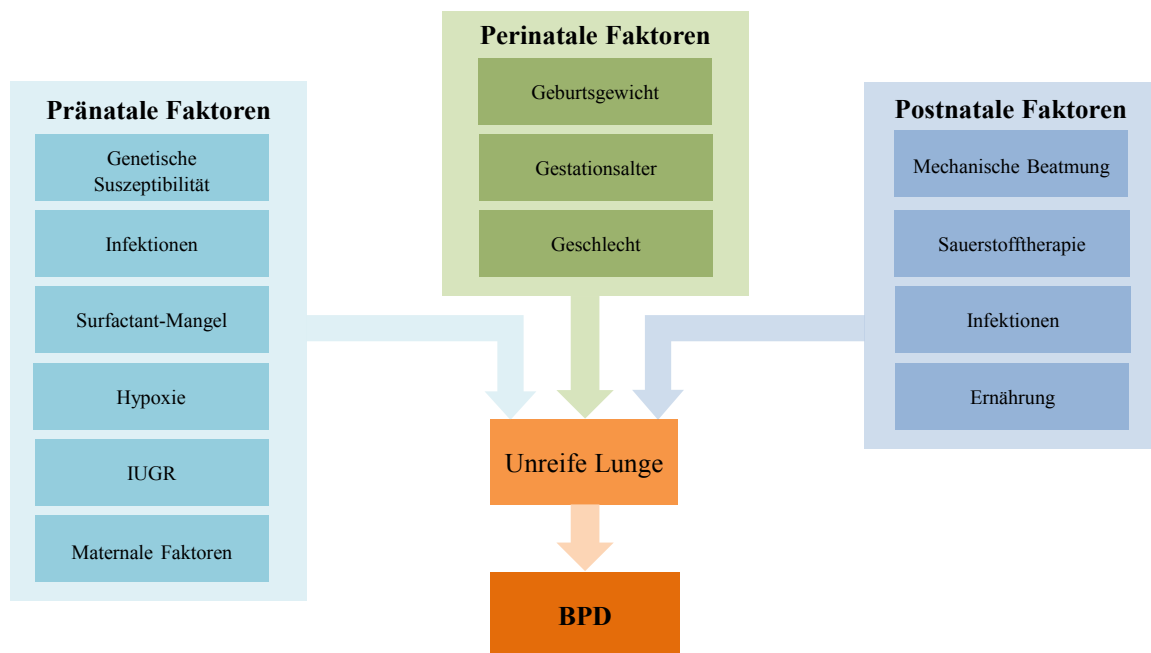 Pränatale Faktoren
Genetische
Suszeptibilität
Infektionen
Surfactant-Mangel
Hypoxie
IUGR
Maternale Faktoren
Perinatale Faktoren
Geburtsgewicht
Gestationsalter
Geschlecht
Postnatale Faktoren
Mechanische Beatmung
Sauerstofftherapie
Infektionen
Ernährung
Unreife Lunge
BPD